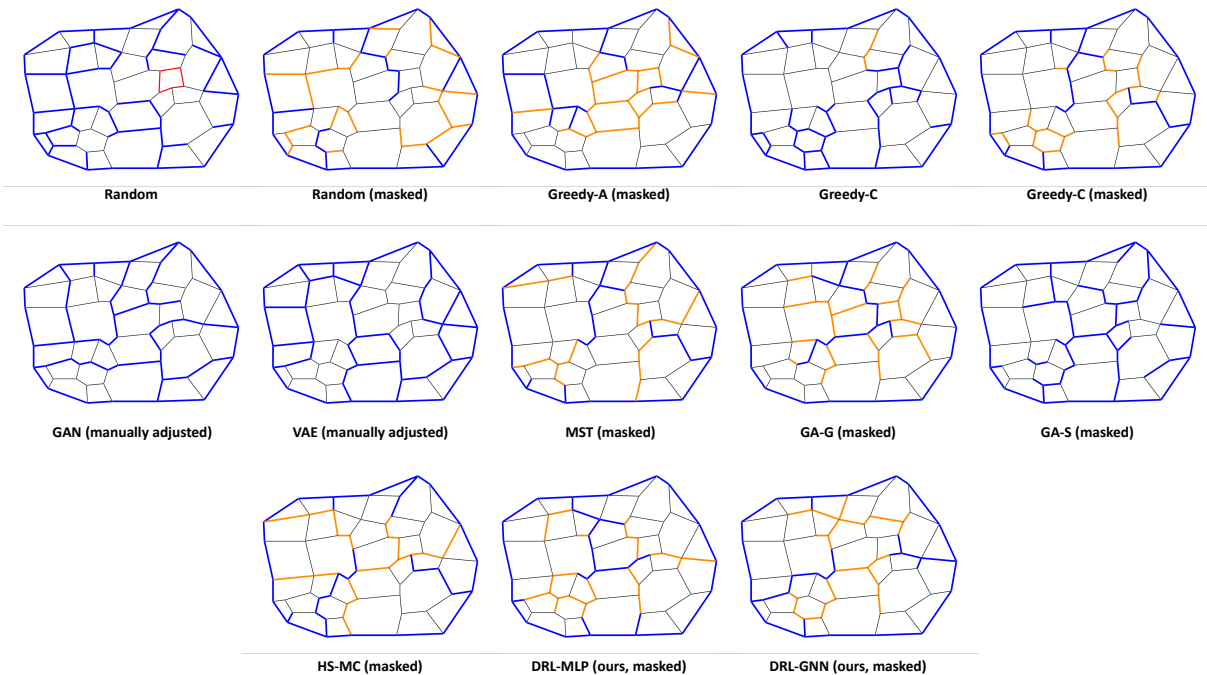 Random
Random (masked)
Greedy-A (masked)
Greedy-C
Greedy-C (masked)
GAN (manually adjusted)
VAE (manually adjusted)
MST (masked)
GA-G (masked)
GA-S (masked)
HS-MC (masked)
DRL-MLP (ours, masked)
DRL-GNN (ours, masked)